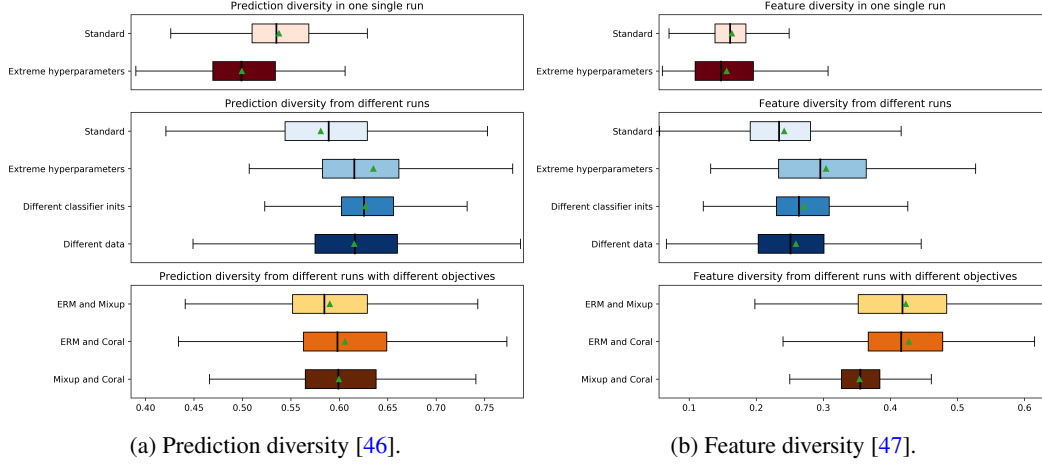 Prediction diversity in one single run
Standard
Extreme hyperparameters
Prediction diversity from different runs
Standard
Extreme hyperparameters
Different classifier inits
Different data
Prediction diversity from different runs with different objectives
ERM and Mixup
ERM and Coral
Mixup and Coral
0.40 0.45 0.50 0.55 0.60 0.65 0.70 0.75
(a) Prediction diversity [46].
Feature diversity in one single run
Standard
Extreme hyperparameters
Feature diversity from different runs
Standard
Extreme hyperparameters
Different classifier inits
Different data
Feature diversity from different runs with different objectives
ERM and Mixup
ERM and Coral
Mixup and Coral
0.1 0.2 0.3 0.4 0.5 0.6
(b) Feature diversity [47].